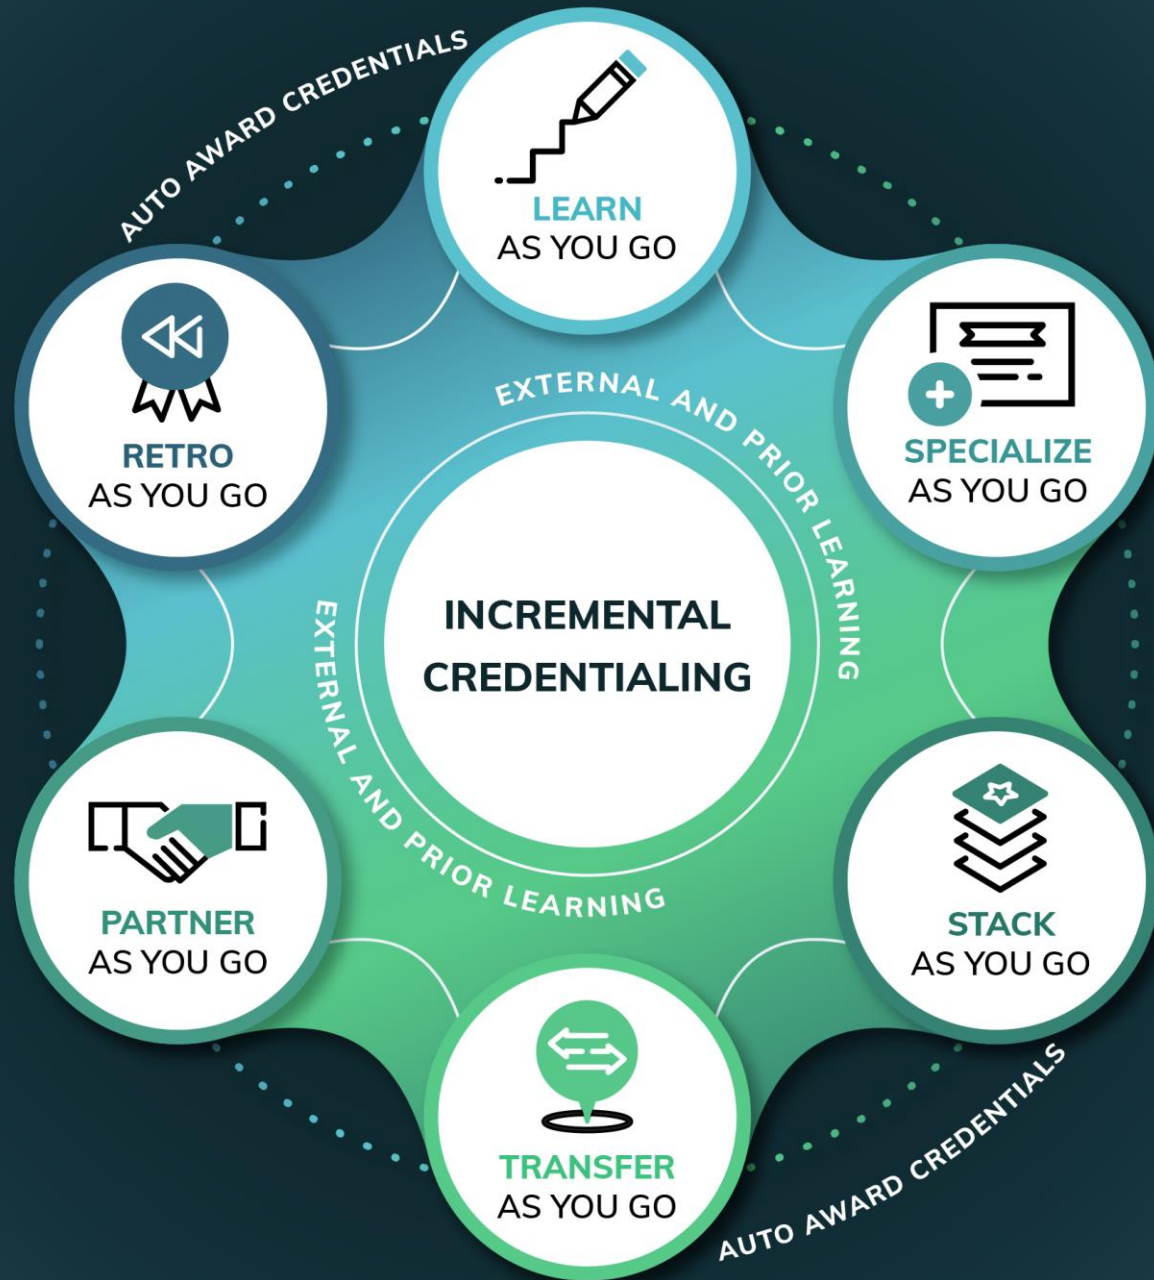 AUTO AWARD CREDENTIALS
LEARN
AS YOU GO
RETRO
AS YOU GO
SPECIALIZE
AS YOU GO
EXTERNAL AND PRIOR LEARNING
INCREMENTAL
CREDENTIALING
EXTERNAL AND PRIOR LEARNING
PARTNER
AS YOU GO
STACK
AS YOU GO
TRANSFER
AS YOU GO
AUTO AWARD CREDENTIALS